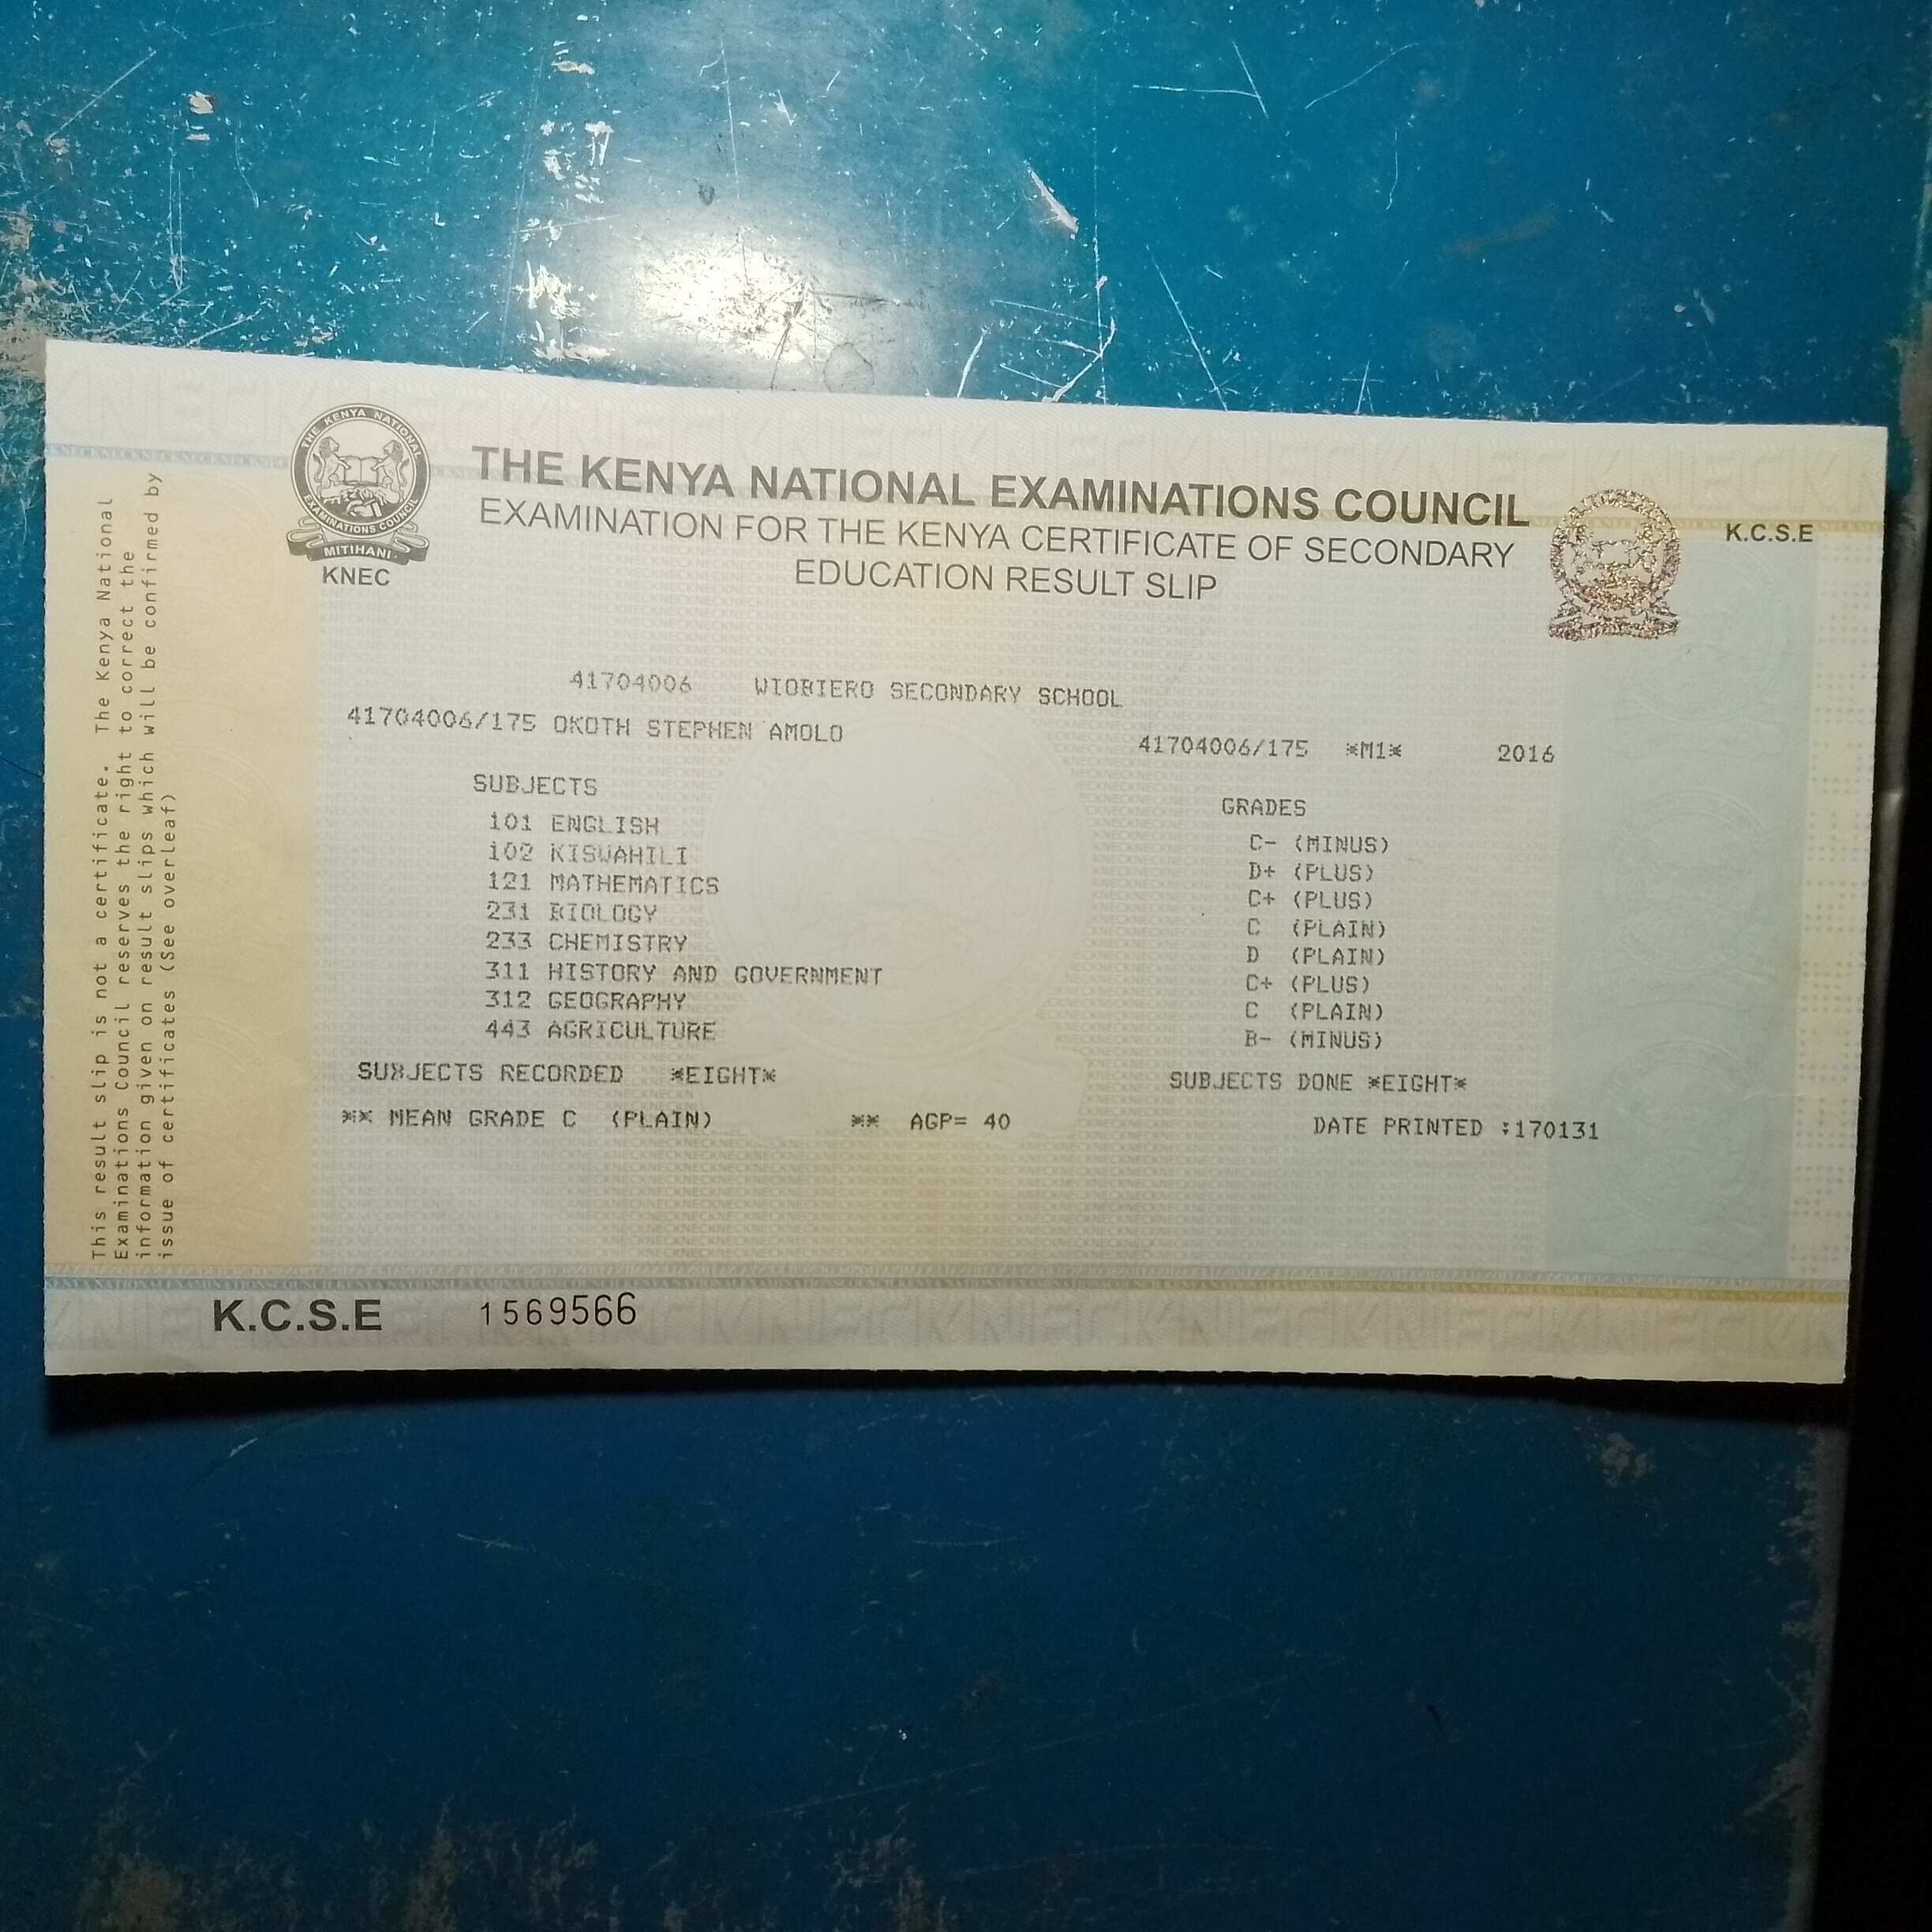 THE KENYA NATIONAL
EXAMINATIONS COUNCIL
MITIHANI
KNEC
THE KENYA NATIONAL EXAMINATIONS COUNCIL
EXAMINATION FOR THE KENYA CERTIFICATE OF SECONDARY
EDUCATION RESULT SLIP
K.C.S.E
41704006 WIOBIERO SECONDARY SCHOOL
41704006/175 OKOTH STEPHEN AMOLO 41704006/175 *M1* 2016
SUBJECTS GRADES
101 ENGLISH C- (MINUS)
102 KISWAHILI D+ (PLUS)
121 MATHEMATICS C+ (PLUS)
231 BIOLOGY C (PLAIN)
233 CHEMISTRY D (PLAIN)
311 HISTORY AND GOVERNMENT C+ (PLUS)
312 GEOGRAPHY C (PLAIN)
443 AGRICULTURE B- (MINUS)
SUBJECTS RECORDED *EIGHT* SUBJECTS DONE *EIGHT*
** MEAN GRADE C (PLAIN) ** AGP= 40 DATE PRINTED :170131
K.C.S.E 1569566
This result slip is not a certificate. The Kenya National
Examinations Council reserves the right to correct the
information given on result slips which will be confirmed by
issue of certificates (See overleaf)